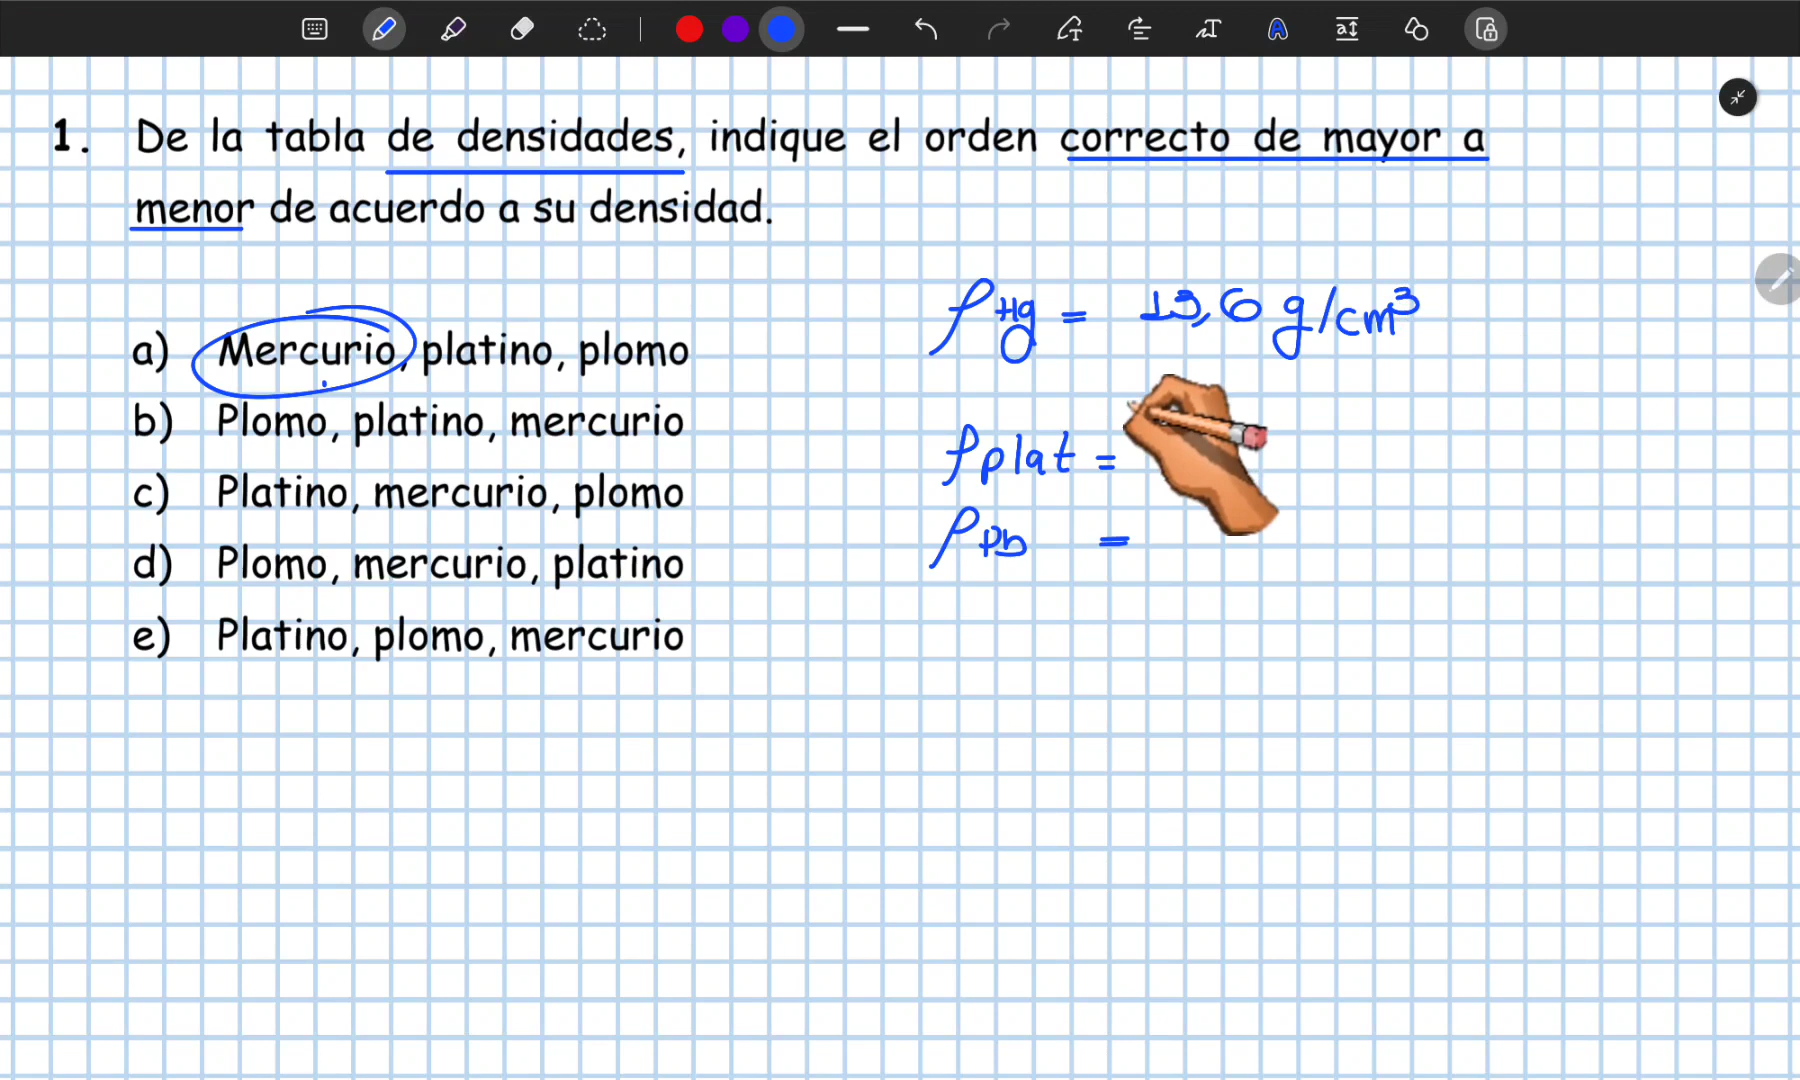 1. De la tabla de densidades, indique el orden correcto de mayor a
menor de acuerdo a su densidad.
a) Mercurio, platino, plomo
b) Plomo, platino, mercurio
c) Platino, mercurio, plomo
d) Plomo, mercurio, platino
e) Platino, plomo, mercurio
ρHg = 13,6 g/cm³
ρplat =
ρPb =